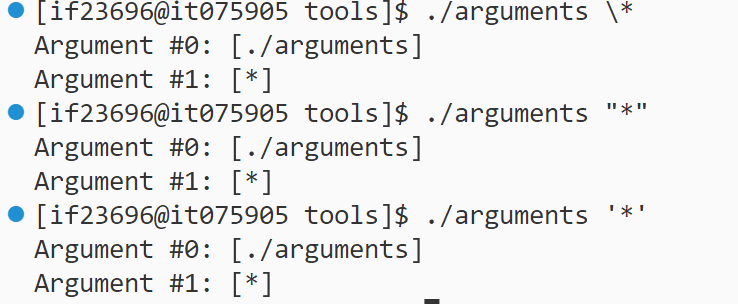 [if23696@it075905 tools]$ ./arguments \*
Argument #0: [./arguments]
Argument #1: [*]
[if23696@it075905 tools]$ ./arguments "*"
Argument #0: [./arguments]
Argument #1: [*]
[if23696@it075905 tools]$ ./arguments '*'
Argument #0: [./arguments]
Argument #1: [*]